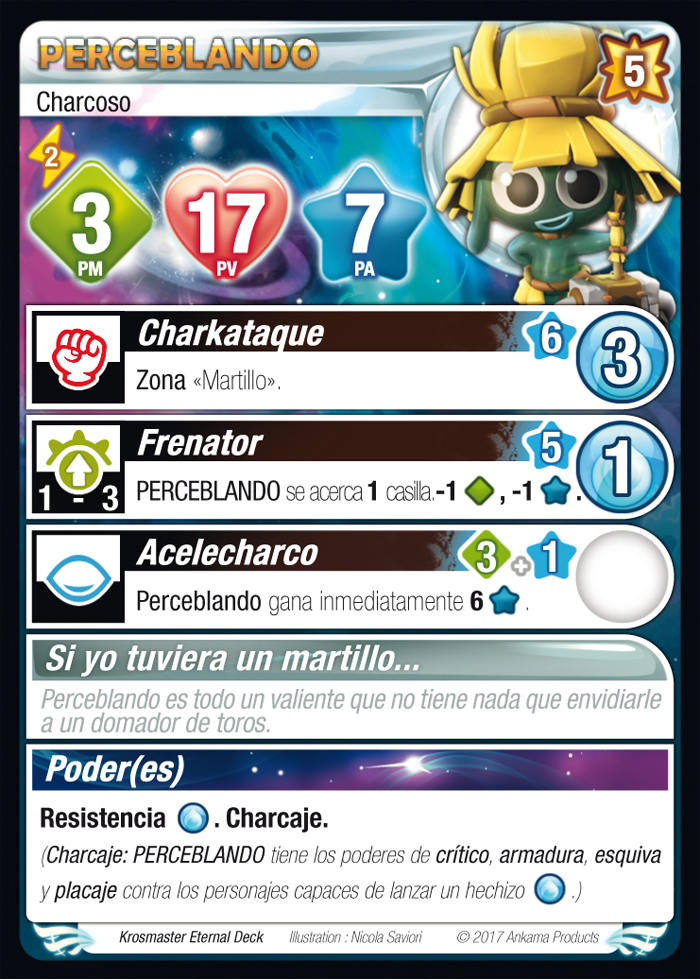 PERCEBLANDO
5
Charcoso
2
3
PM
17
PV
7
PA
Charkataque
6
3
Zona «Martillo».
Frenator
5
1
1 - 3
PERCEBLANDO se acerca 1 casilla.-1 , -1 .
Acelecharco
3 + 1
Perceblando gana inmediatamente 6 .
Si yo tuviera un martillo...
Perceblando es todo un valiente que no tiene nada que envidiarle
a un domador de toros.
Poder(es)
Resistencia . Charcaje.
(Charcaje: PERCEBLANDO tiene los poderes de crítico, armadura, esquiva
y placaje contra los personajes capaces de lanzar un hechizo .)
Krosmaster Eternal Deck Illustration : Nicola Saviori © 2017 Ankama Products